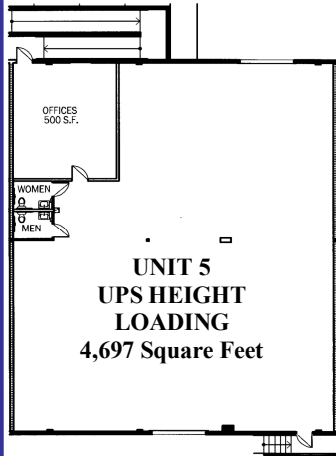 OFFICES
500 S.F.
WOMEN
MEN
UNIT 5
UPS HEIGHT
LOADING
4,697 Square Feet